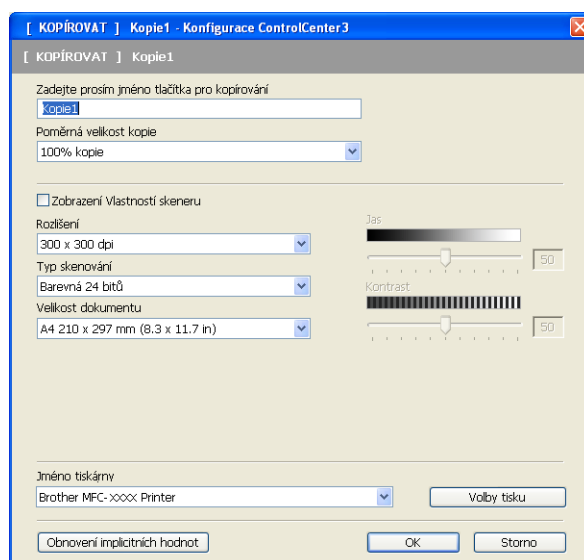 [ KOPÍROVAT ] Kopie1 - Konfigurace ControlCenter3
[ KOPÍROVAT ] Kopie1
Zadejte prosím jméno tlačítka pro kopírování
Kopie1
Poměrná velikost kopie
100% kopie
Zobrazení Vlastností skeneru
Rozlišení
300 x 300 dpi
Typ skenování
Barevná 24 bitů
Velikost dokumentu
A4 210 x 297 mm (8.3 x 11.7 in)
Jas
50
Kontrast
50
Jméno tiskárny
Brother MFC-XXXX Printer
Volby tisku
Obnovení implicitních hodnot
OK
Storno